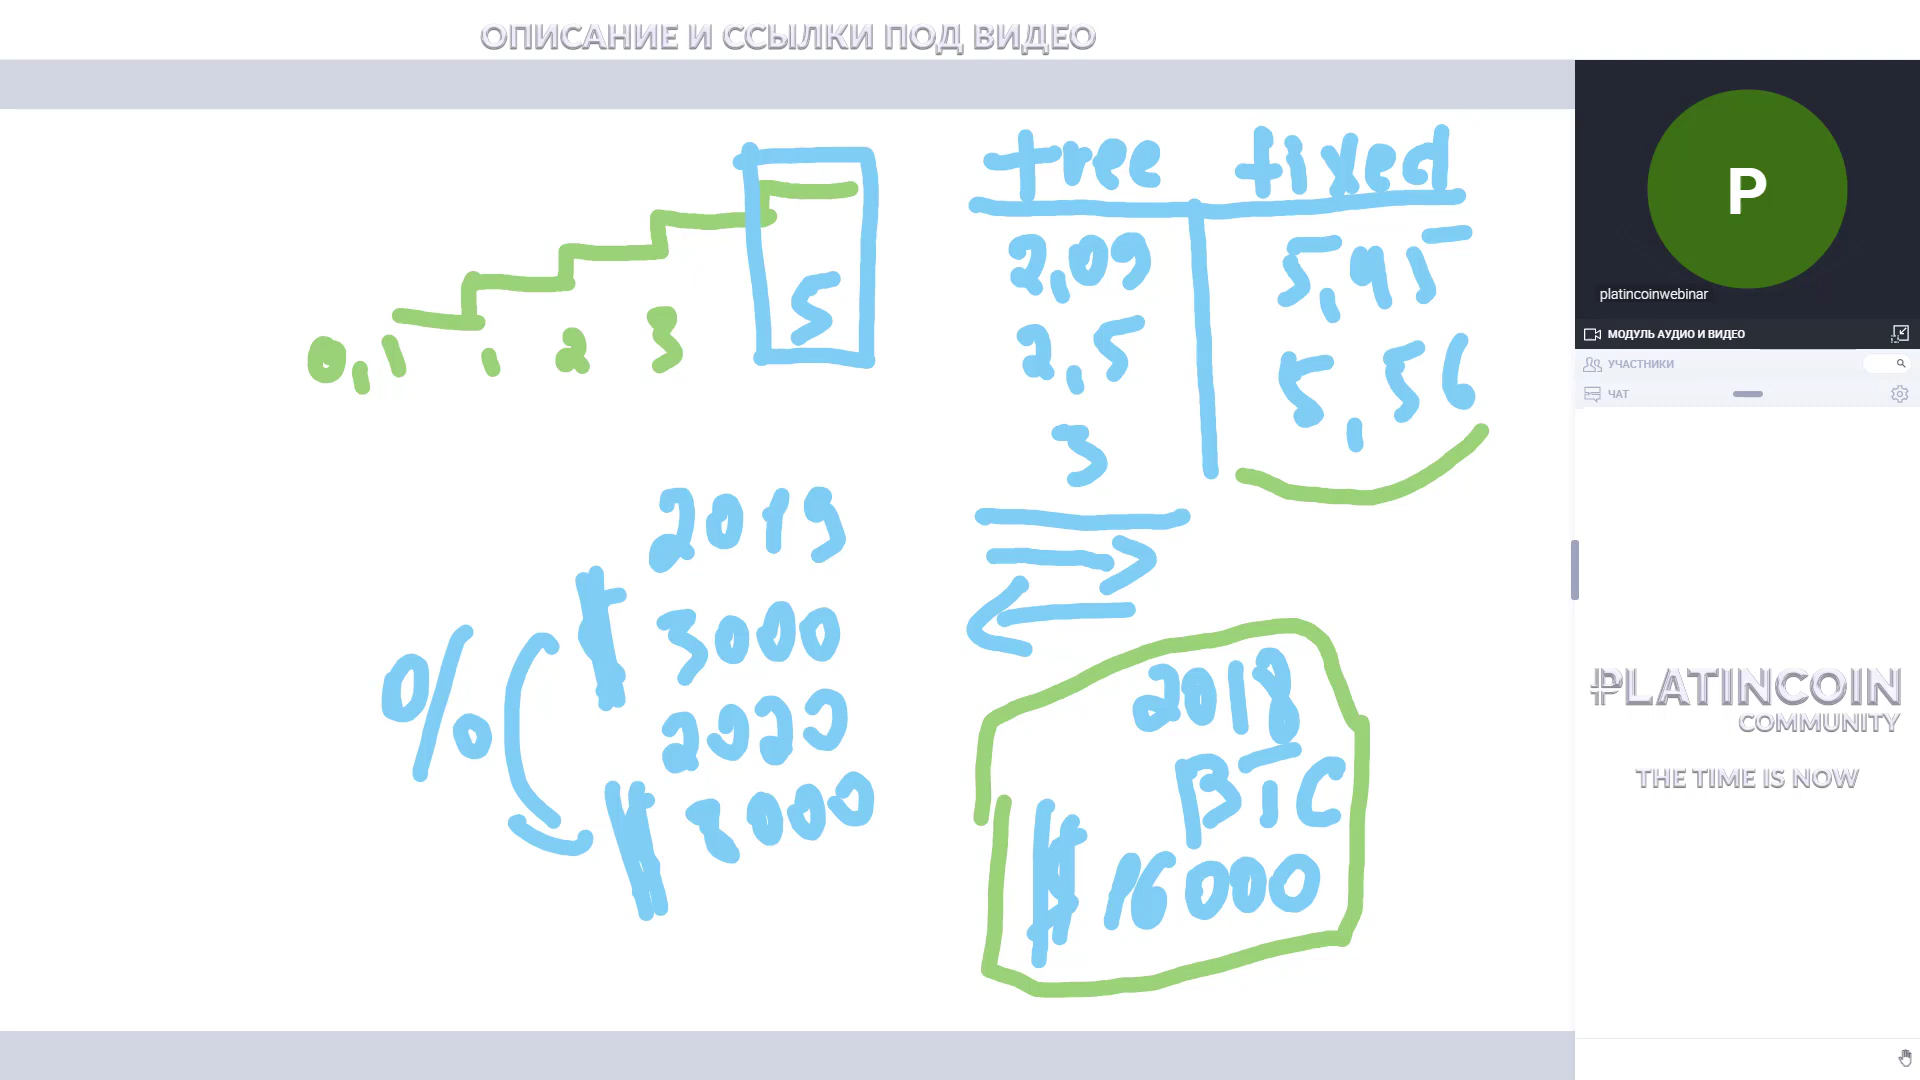 ОПИСАНИЕ И ССЫЛКИ ПОД ВИДЕО
free fixed
2,09 5,95
2,5 5,56
3
0,1 1 2 3 5
2019
$ 3000
%
2020
$ 8000
2018
BTC
$ 16000
P
platincoinwebinar
МОДУЛЬ АУДИО И ВИДЕО
УЧАСТНИКИ
ЧАТ
PLATINCOIN
COMMUNITY
THE TIME IS NOW